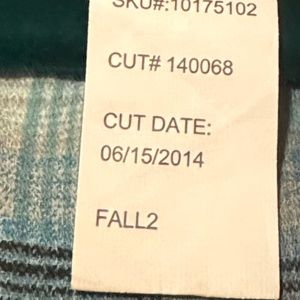 SKU#:10175102
CUT# 140068
CUT DATE:
06/15/2014
FALL2